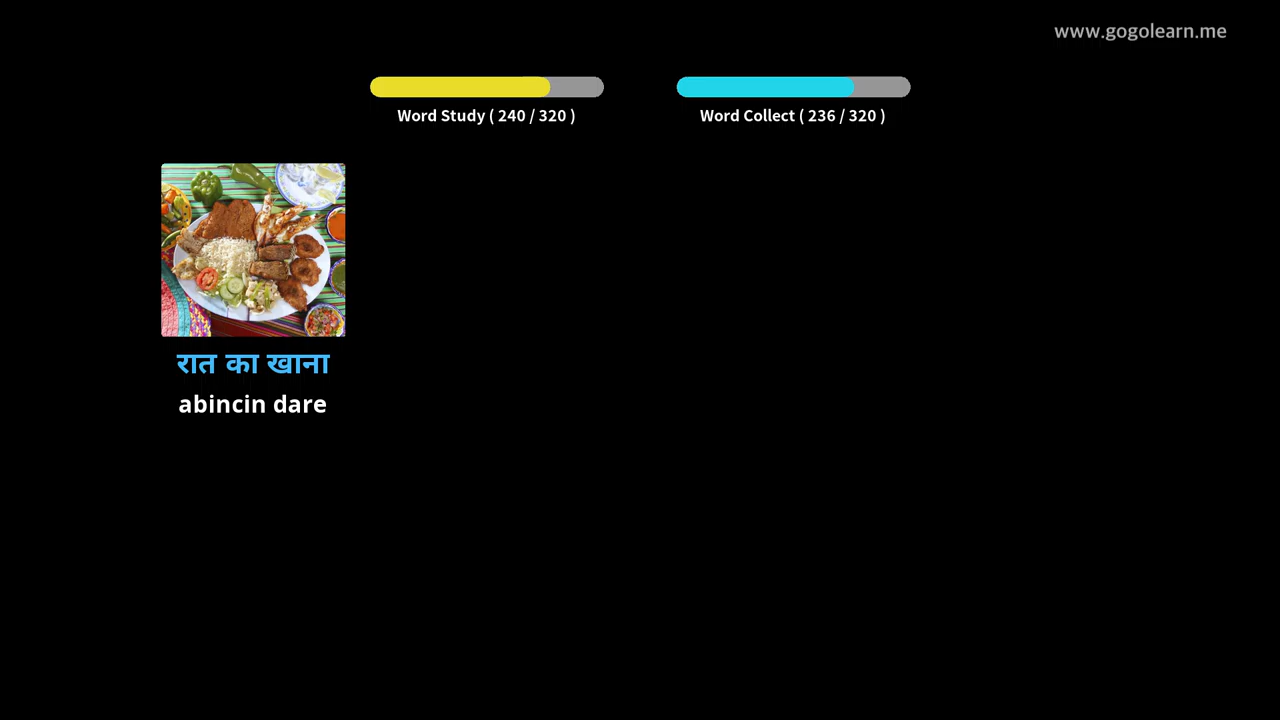 www.gogolearn.me
Word Study ( 240 / 320 )
Word Collect ( 236 / 320 )
रात का खाना
abincin dare